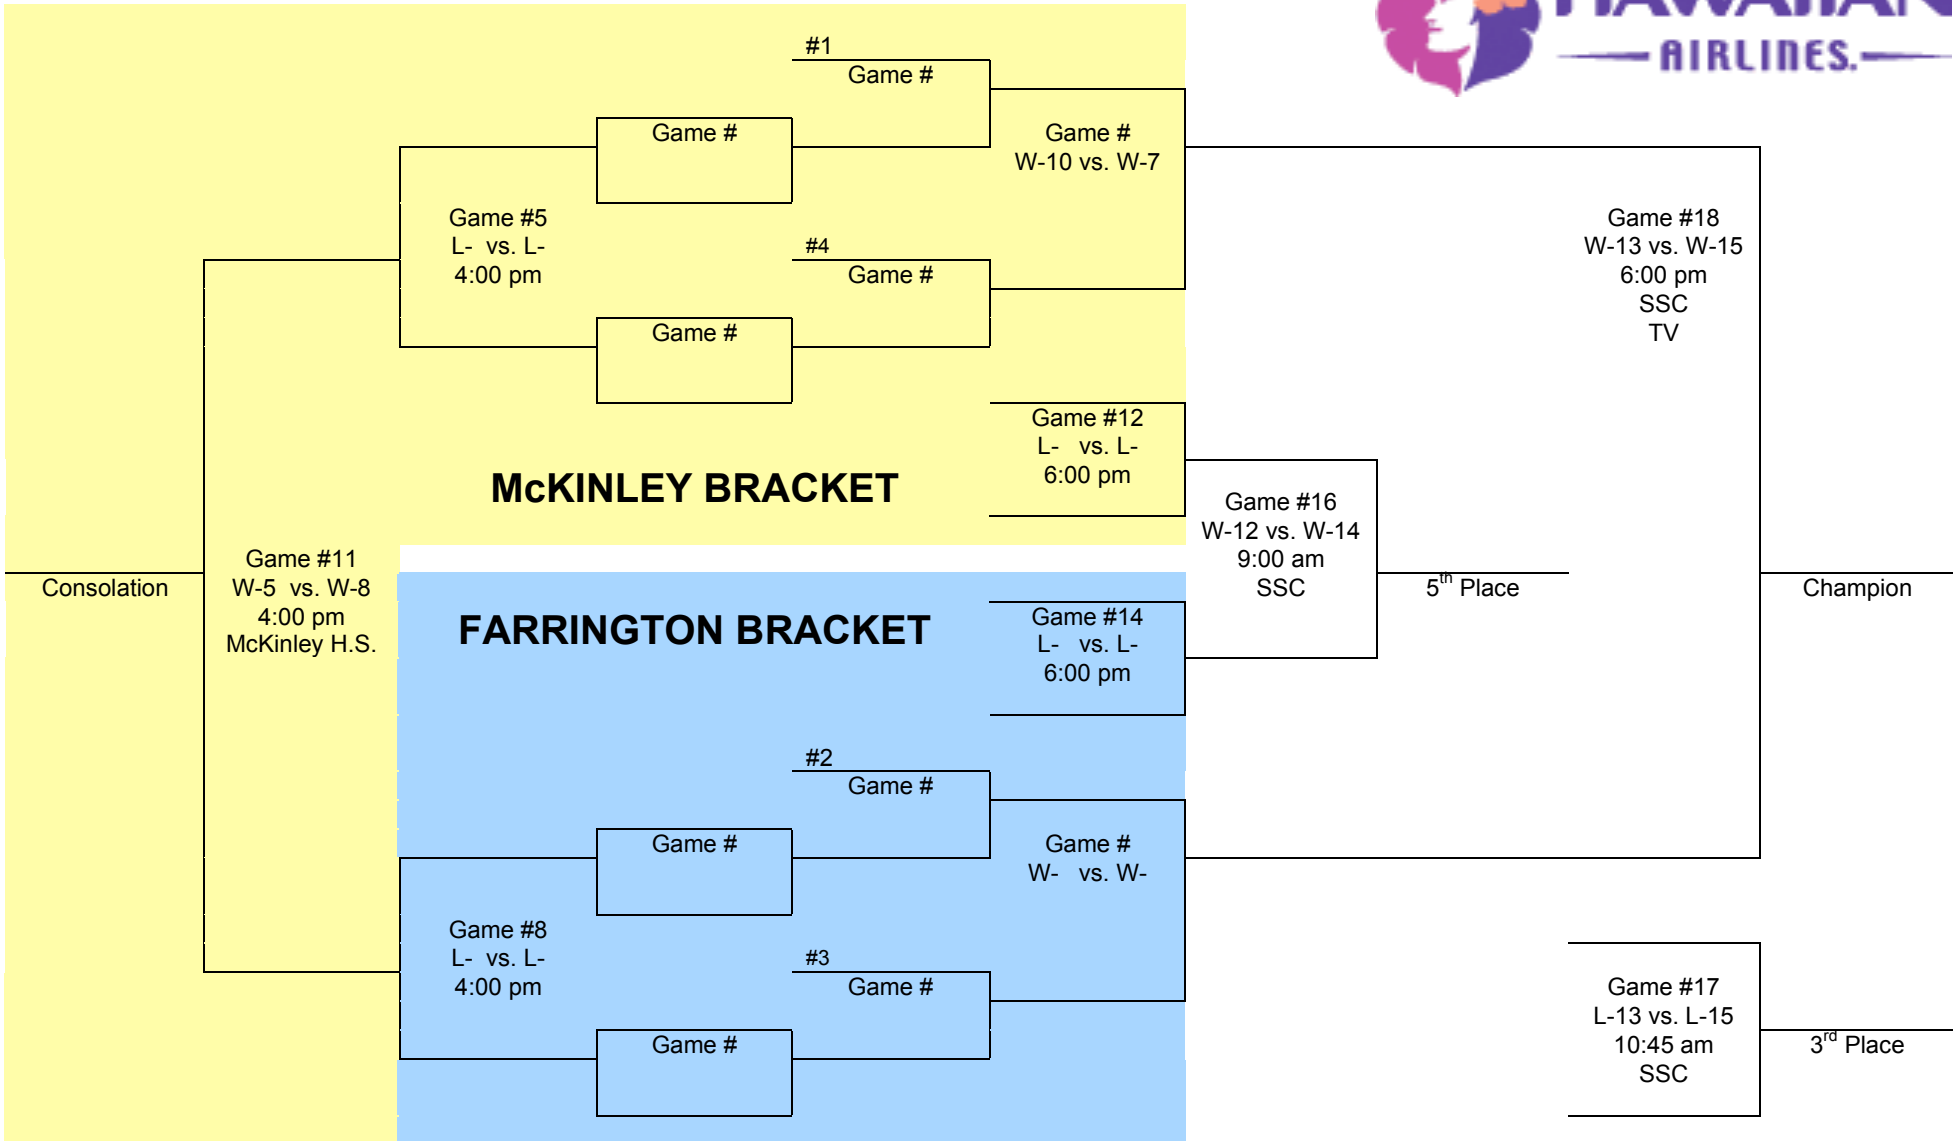 HAWAIIAN
AIRLINES.
#1
Game #
Game #
Game #
W-10 vs. W-7
Game #5
L-  vs. L-
4:00 pm
#4
Game #
Game #
Game #18
W-13 vs. W-15
6:00 pm
SSC
TV
Game #12
L-   vs. L-
6:00 pm
McKINLEY BRACKET
Game #16
W-12 vs. W-14
9:00 am
SSC
Game #11
W-5  vs. W-8
4:00 pm
McKinley H.S.
Consolation
5th Place
Champion
FARRINGTON BRACKET
Game #14
L-   vs. L-
6:00 pm
#2
Game #
Game #
Game #
W-   vs. W-
Game #8
L-  vs. L-
4:00 pm
#3
Game #
Game #
Game #17
L-13 vs. L-15
10:45 am
SSC
3rd Place